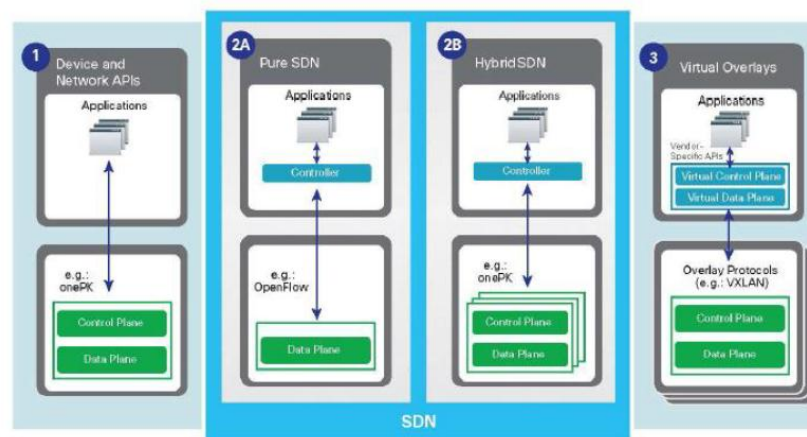 1
Device and
Network APIs
Applications
e.g.:
onePK
Control Plane
Data Plane
2A
Pure SDN
Applications
Controller
e.g.:
OpenFlow
Data Plane
2B
Hybrid SDN
Applications
Controller
e.g.:
onePK
Control Plane
Data Plane
3
Virtual Overlays
Applications
Vendor-
Specific APIs
Virtual Control Plane
Virtual Data Plane
Overlay Protocols
(e.g.: VXLAN)
Control Plane
Data Plane
SDN